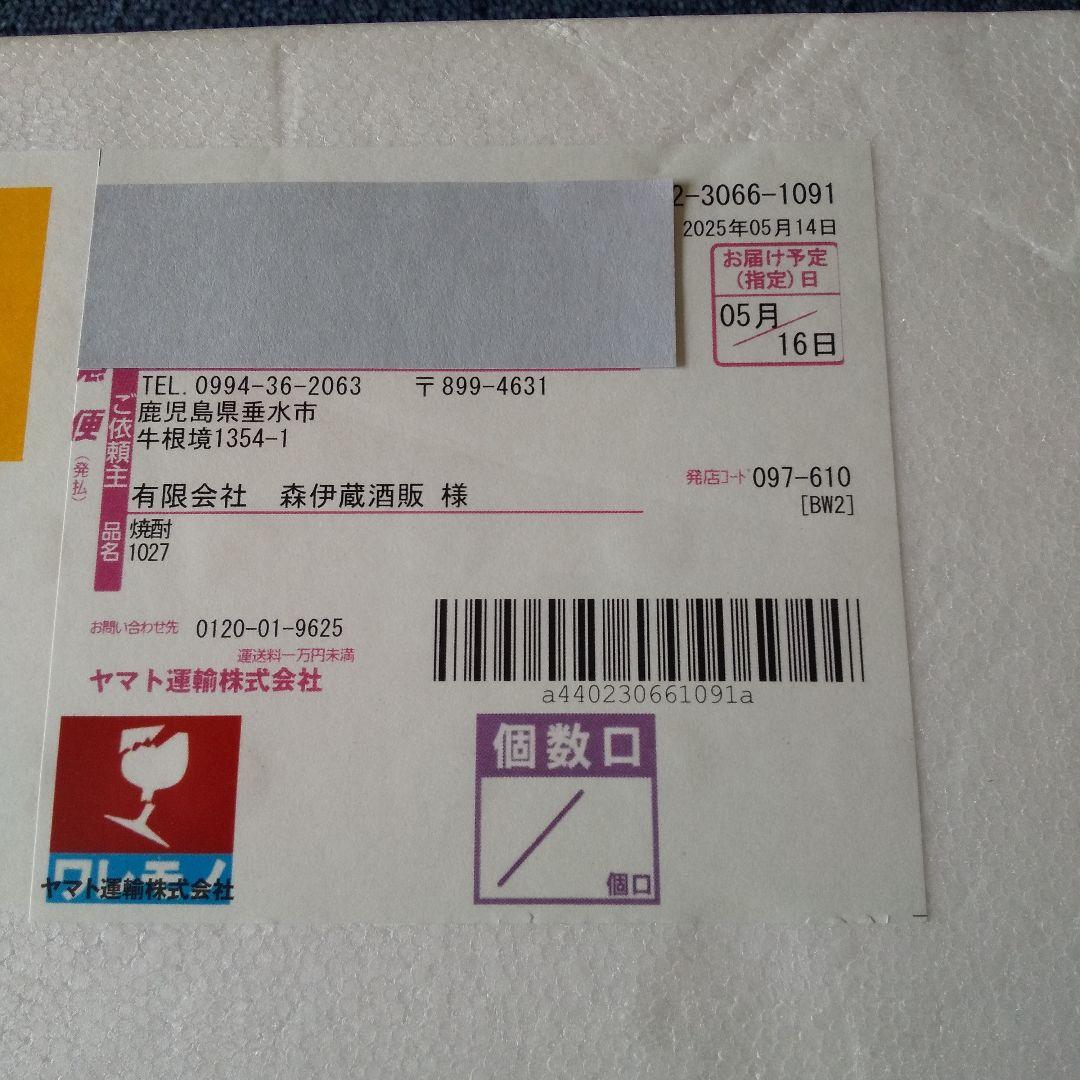 2-3066-1091
2025年05月14日
お届け予定
(指定)日
05月
16日
便
(発払)
ご依頼主
TEL. 0994-36-2063 〒899-4631
鹿児島県垂水市
牛根境1354-1
有限会社 森伊蔵酒販 様
発店コード 097-610
[BW2]
品名
焼酎
1027
お問い合わせ先 0120-01-9625
運送料一万円未満
ヤマト運輸株式会社
a440230661091a
ワレモノ
ヤマト運輸株式会社
個数口
個口